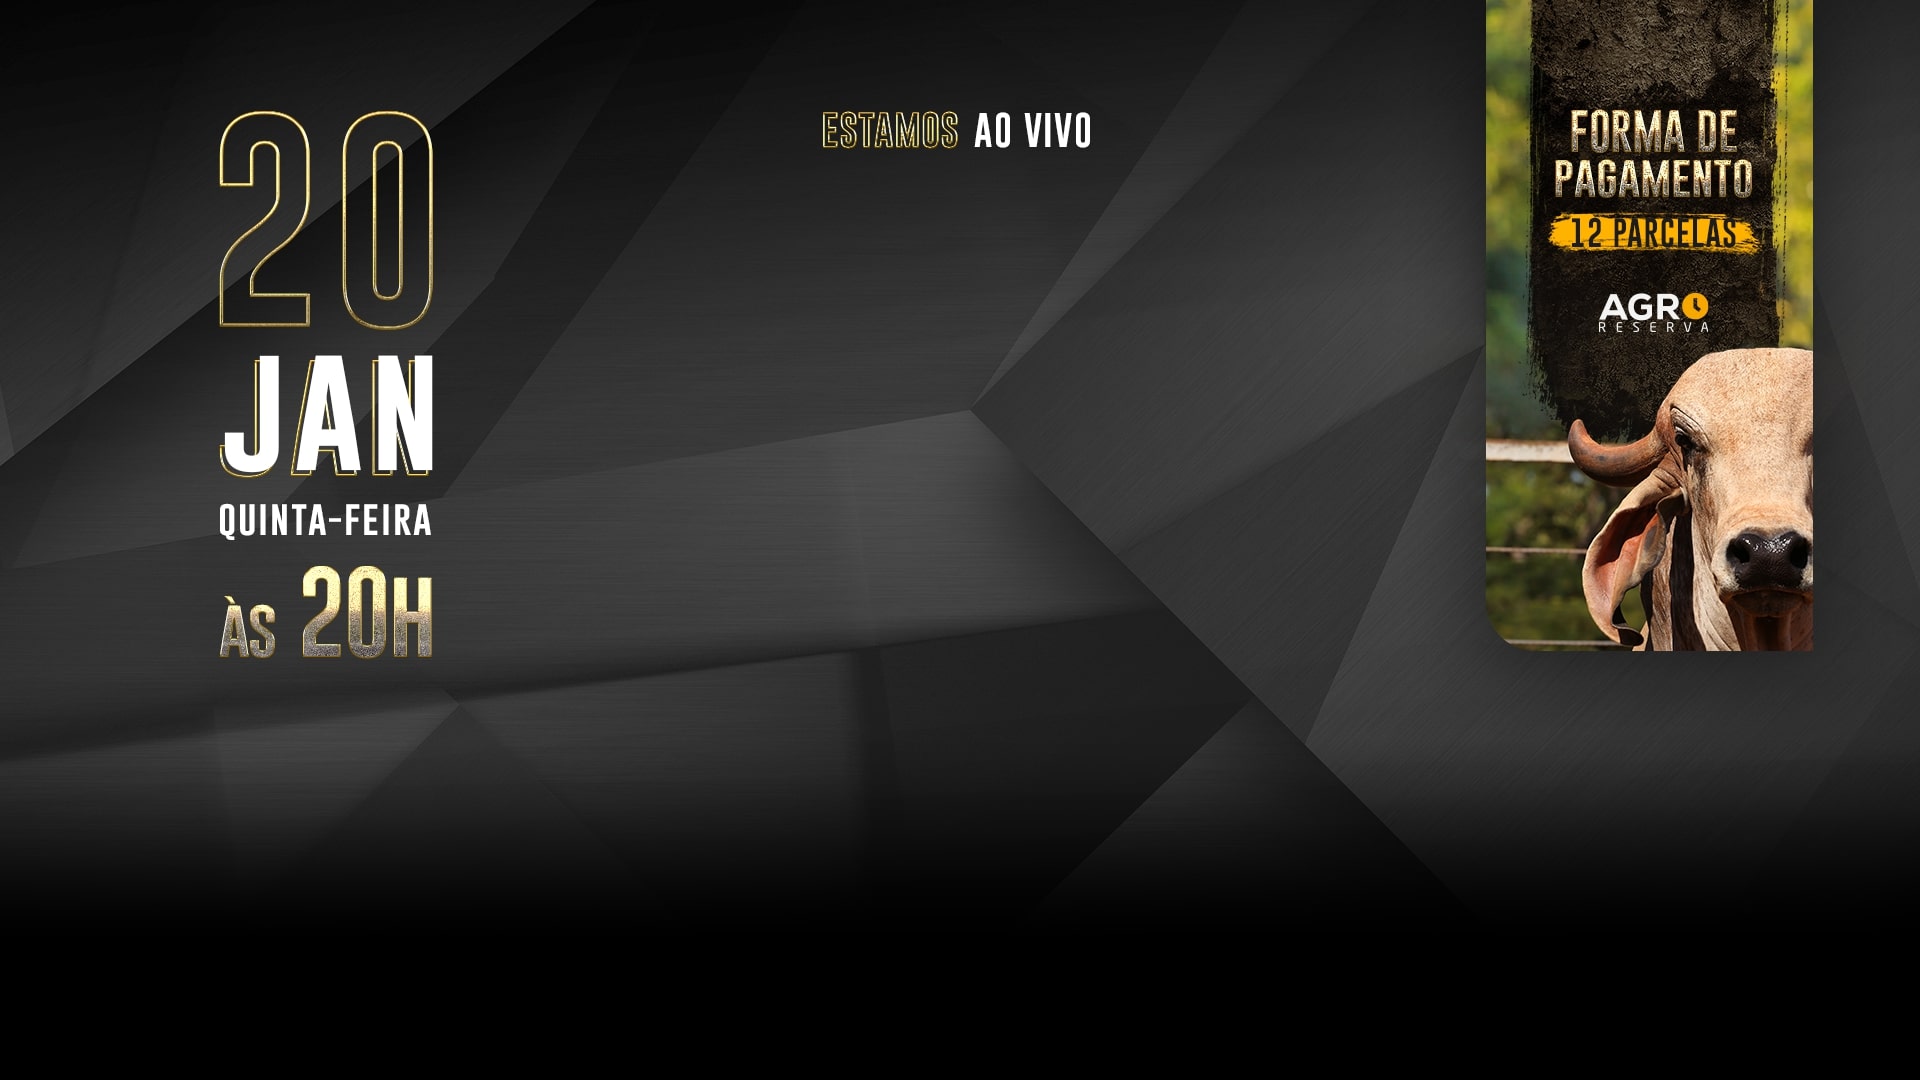 20
JAN
QUINTA-FEIRA
ÀS 20H
ESTAMOS AO VIVO
FORMA DE
PAGAMENTO
12 PARCELAS
AGRO
RESERVA